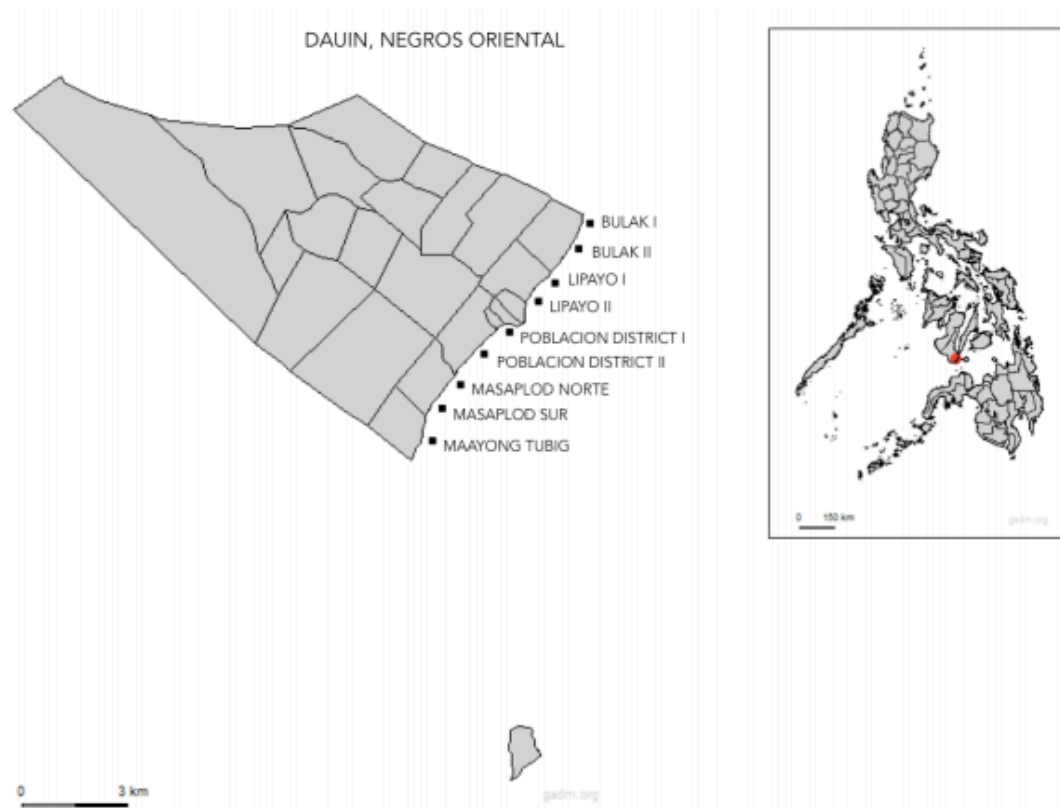 DAUIN, NEGROS ORIENTAL
BULAK I
BULAK II
LIPAYO I
LIPAYO II
POBLACION DISTRICT I
POBLACION DISTRICT II
MASAPLOD NORTE
MASAPLOD SUR
MAAYONG TUBIG
0 150 km
gadm.org
0 3 km
gadm.org